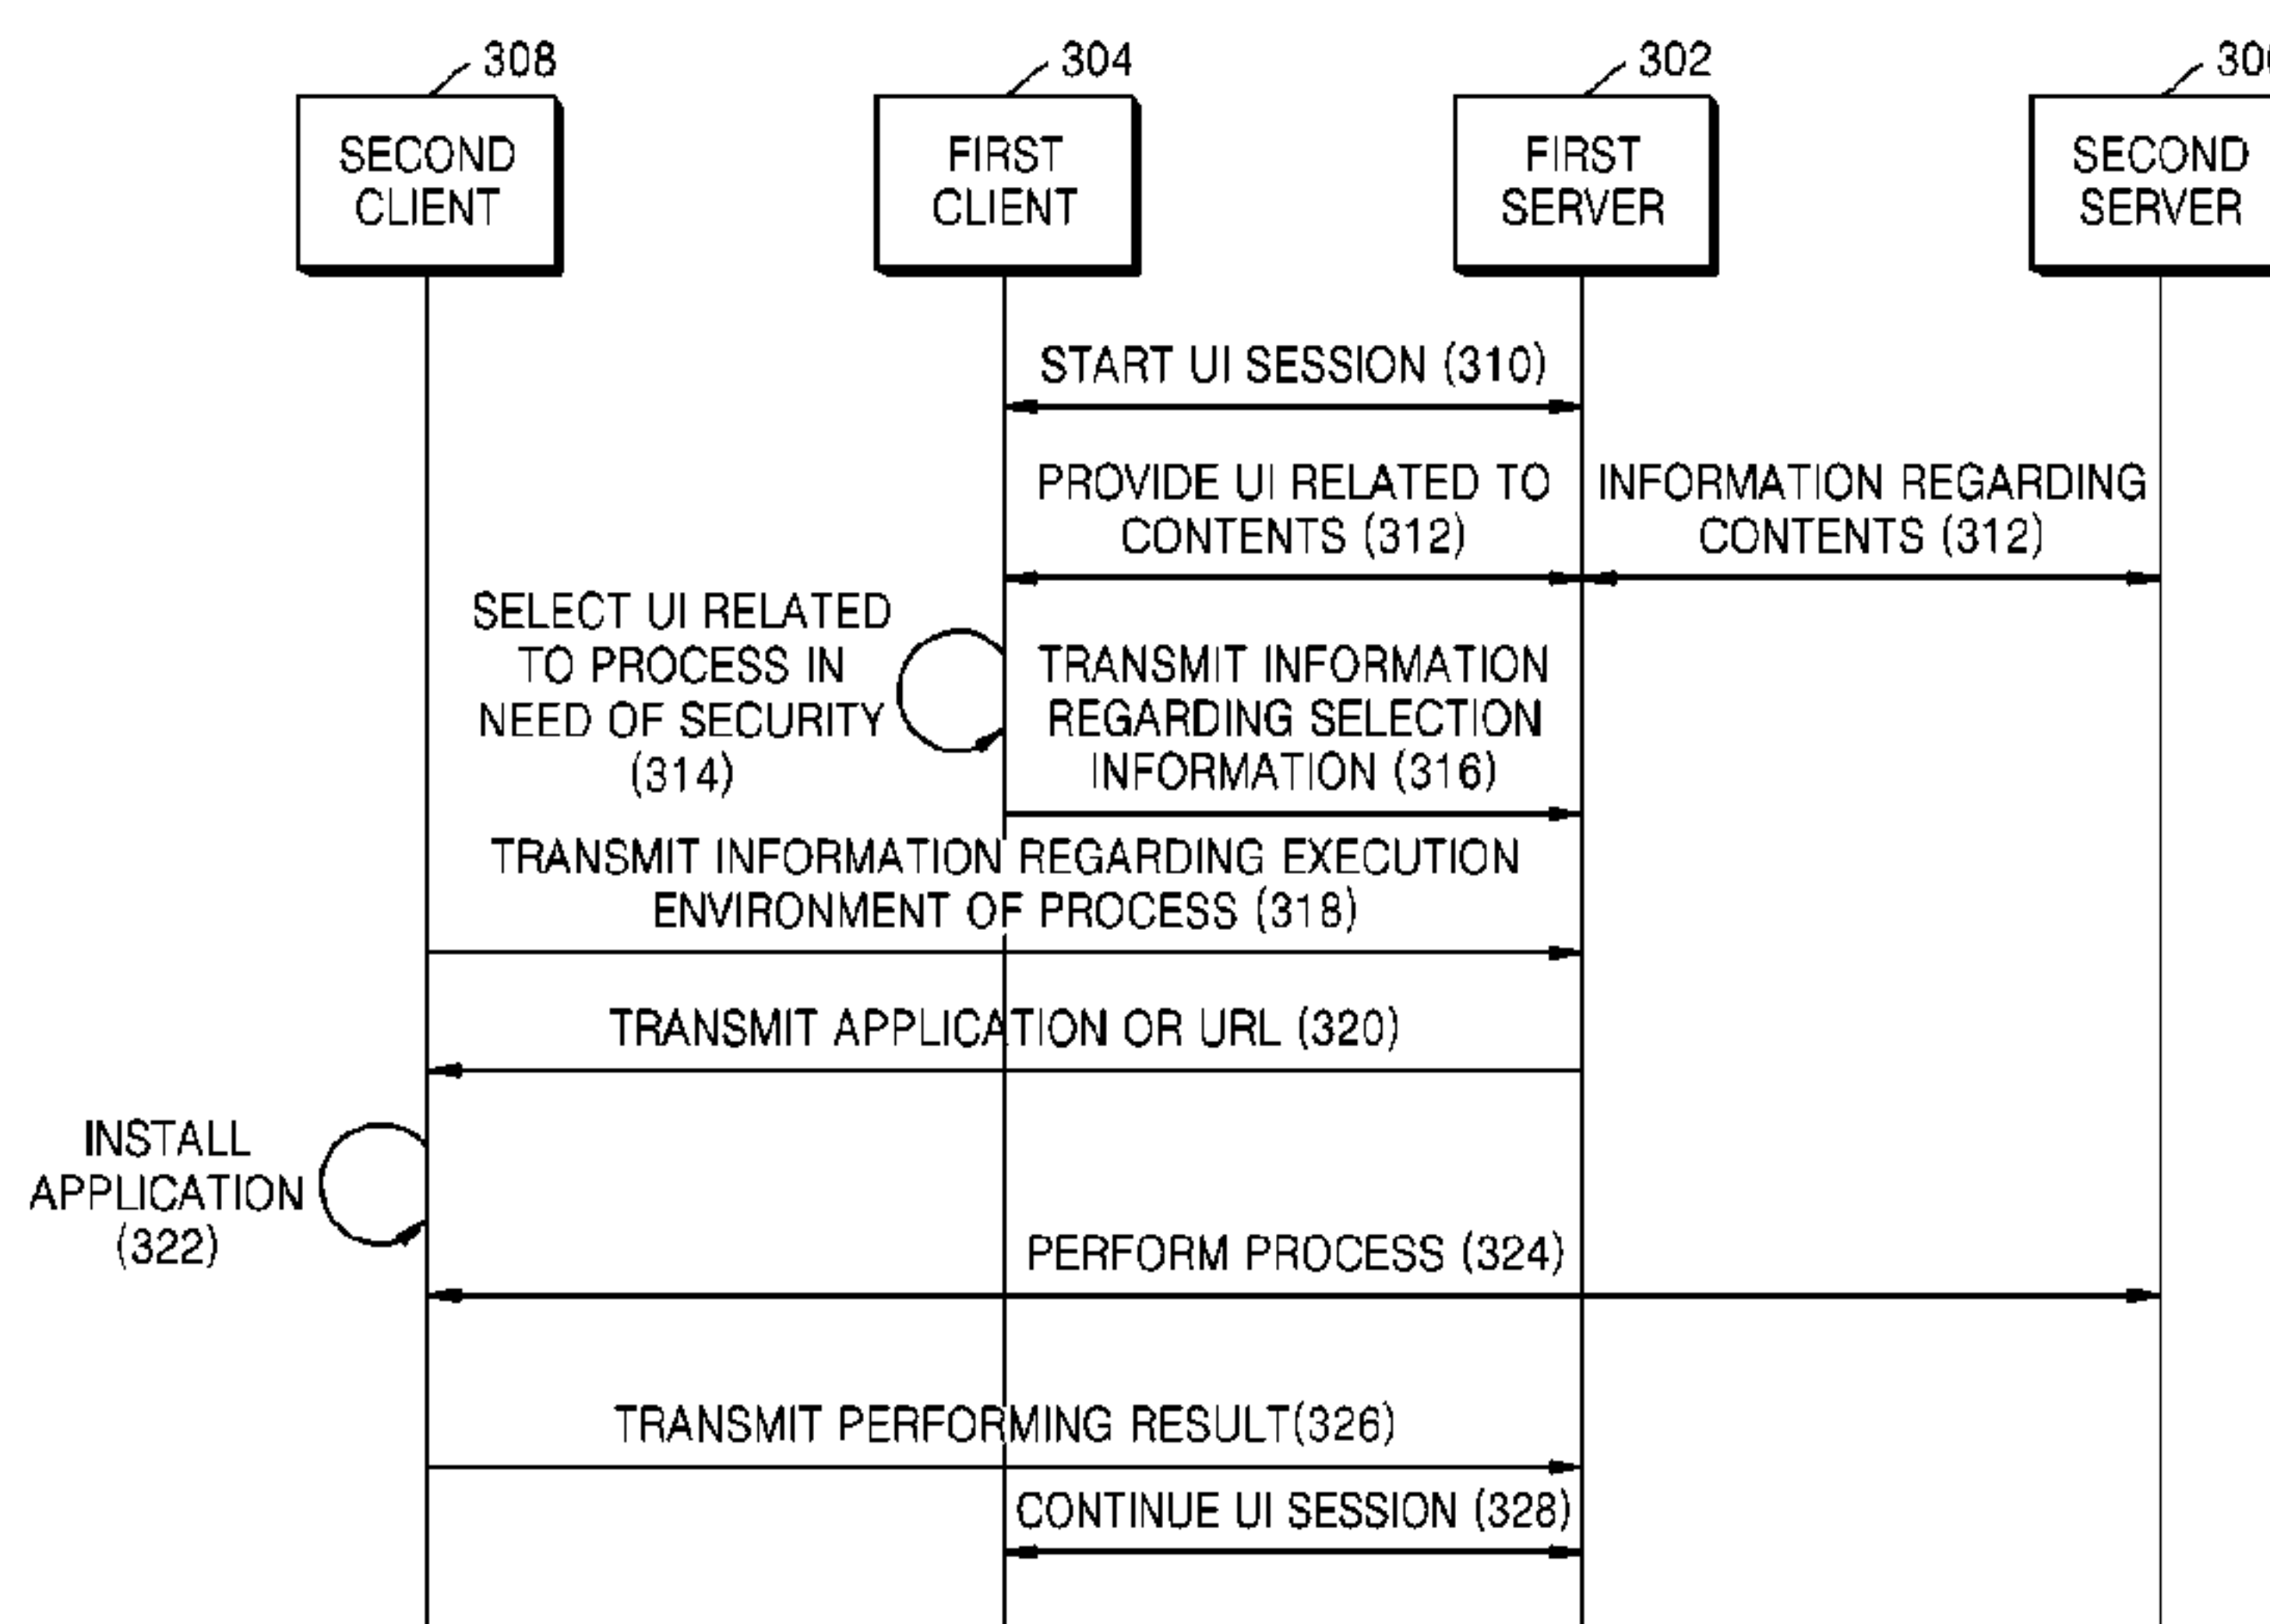 308
304
302
SECOND
CLIENT
FIRST
CLIENT
FIRST
SERVER
SECOND
SERVER
START UI SESSION (310)
PROVIDE UI RELATED TO
CONTENTS (312)
INFORMATION REGARDING
CONTENTS (312)
SELECT UI RELATED
TO PROCESS IN
NEED OF SECURITY
(314)
TRANSMIT INFORMATION
REGARDING SELECTION
INFORMATION (316)
TRANSMIT INFORMATION REGARDING EXECUTION
ENVIRONMENT OF PROCESS (318)
TRANSMIT APPLICATION OR URL (320)
INSTALL
APPLICATION
(322)
PERFORM PROCESS (324)
TRANSMIT PERFORMING RESULT(326)
CONTINUE UI SESSION (328)